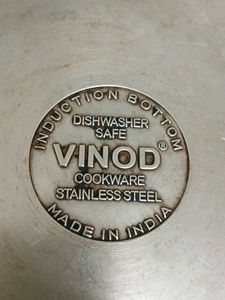 INDUCTION BOTTOM
DISHWASHER
SAFE
VINOD®
COOKWARE
STAINLESS STEEL
MADE IN INDIA